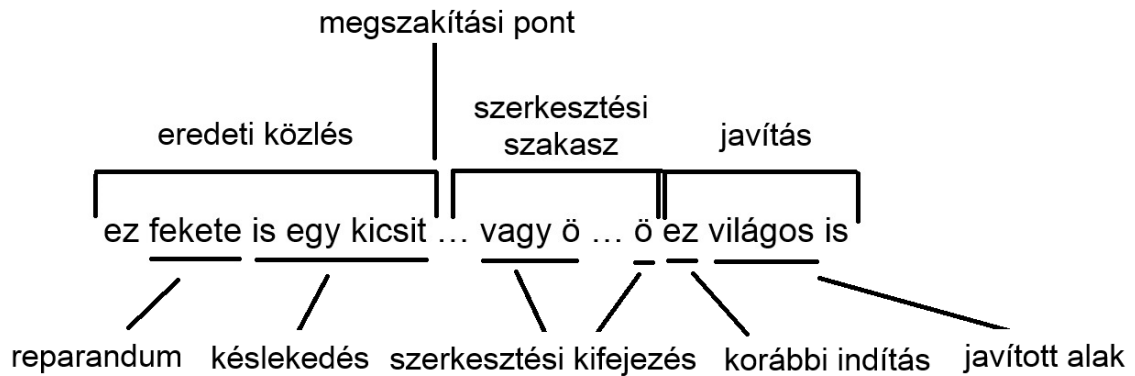 megszakítási pont
szerkesztési
eredeti közlés szakasz javítás
ez fekete is egy kicsit ... vagy ö ... ö ez világos is
reparandum késlekedés szerkesztési kifejezés korábbi indítás javított alak